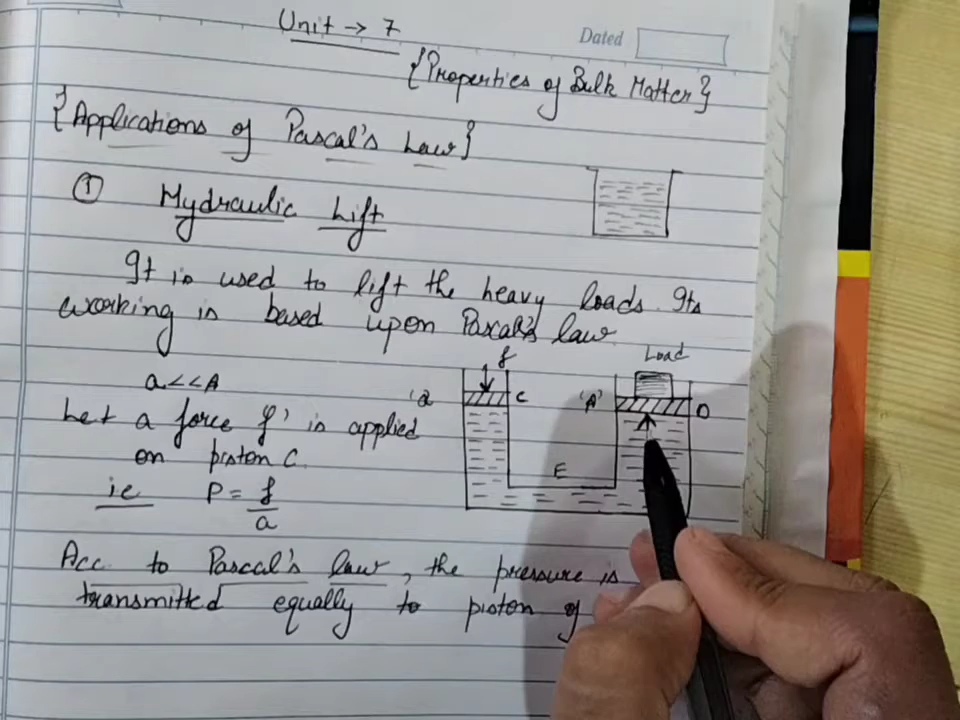 Unit → 7
Dated
{Properties of Bulk Matter}
{Applications of Pascal's Law}
① Hydraulic Lift
It is used to lift the heavy loads. Its
working is based upon Pascal's law.
a << A
Let a force 'f' is applied
on piston C.
ie P = f/a
f
'a
C
Load
'A'
D
E
Acc. to Pascal's law, the pressure is
transmitted equally to piston of